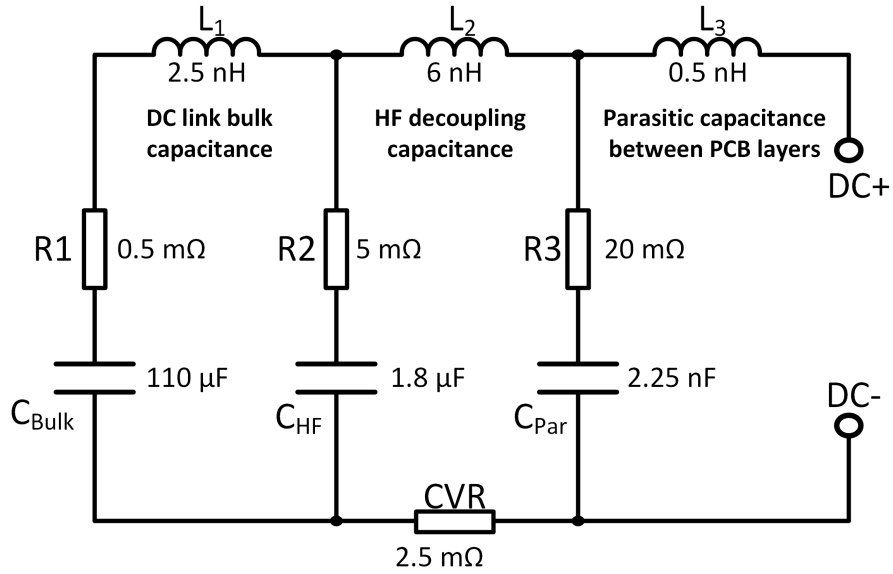 L1
L2
L3
2.5 nH
6 nH
0.5 nH
DC link bulk
capacitance
HF decoupling
capacitance
Parasitic capacitance
between PCB layers
DC+
R1
0.5 mΩ
R2
5 mΩ
R3
20 mΩ
110 µF
1.8 µF
2.25 nF
CBulk
CHF
CPar
DC-
CVR
2.5 mΩ